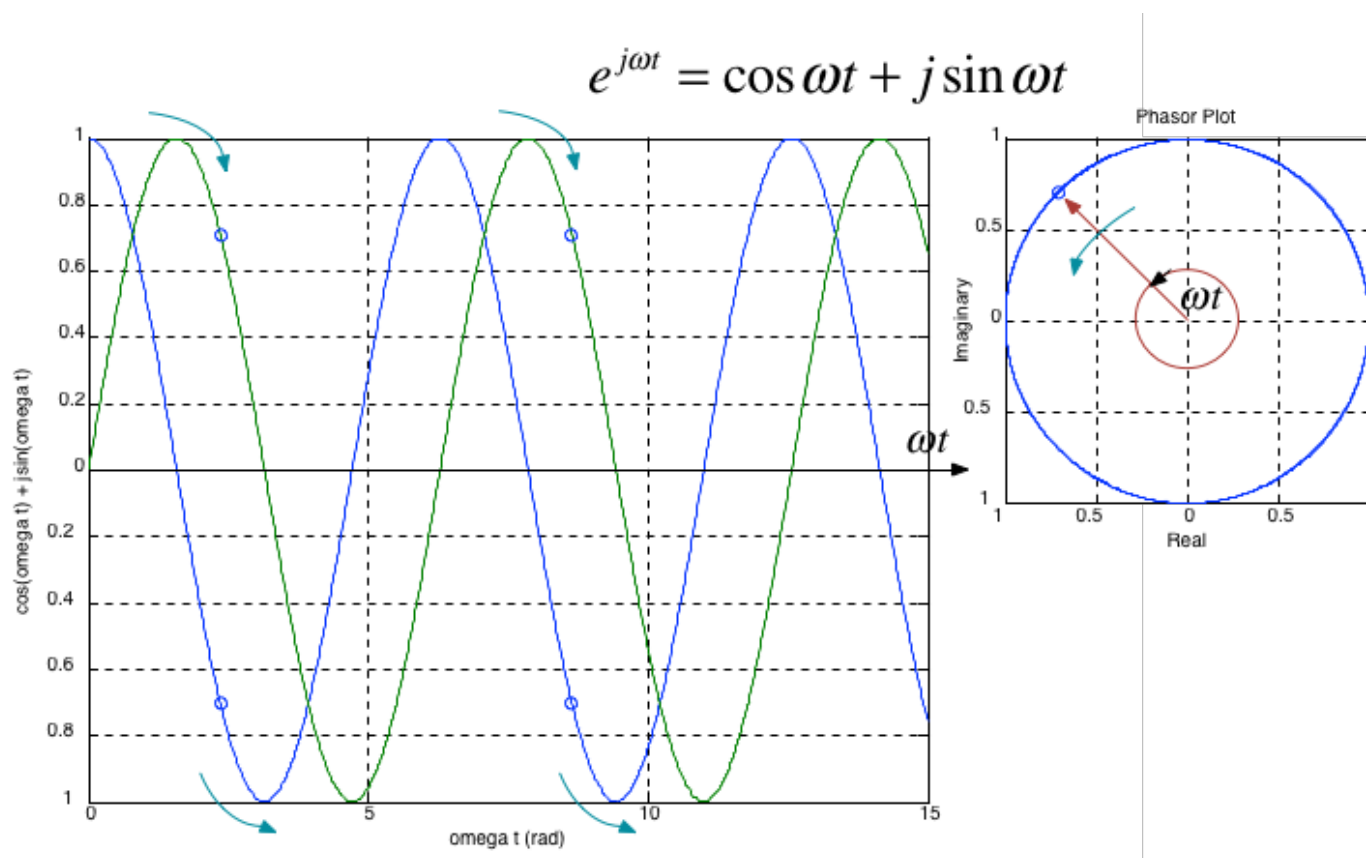 e^{jωt} = cos ωt + j sin ωt
Phasor Plot
1
0.8
0.6
0.4
0.2
0
0.2
0.4
0.6
0.8
1
cos(omega t) + jsin(omega t)
0 5 10 15
omega t (rad)
ωt
1
0.5
0
0.5
1
Imaginary
ωt
1 0.5 0 0.5
Real